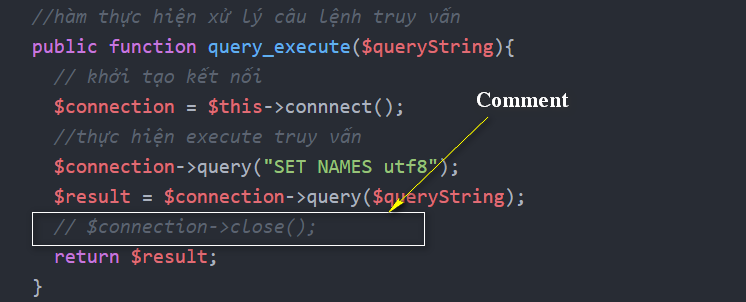 //hàm thực hiện xử lý câu lệnh truy vấn
public function query_execute($queryString){
// khởi tạo kết nối
$connection = $this->connnect();
Comment
//thực hiện execute truy vấn
$connection->query("SET NAMES utf8");
$result = $connection->query($queryString);
// $connection->close();
return $result;
}